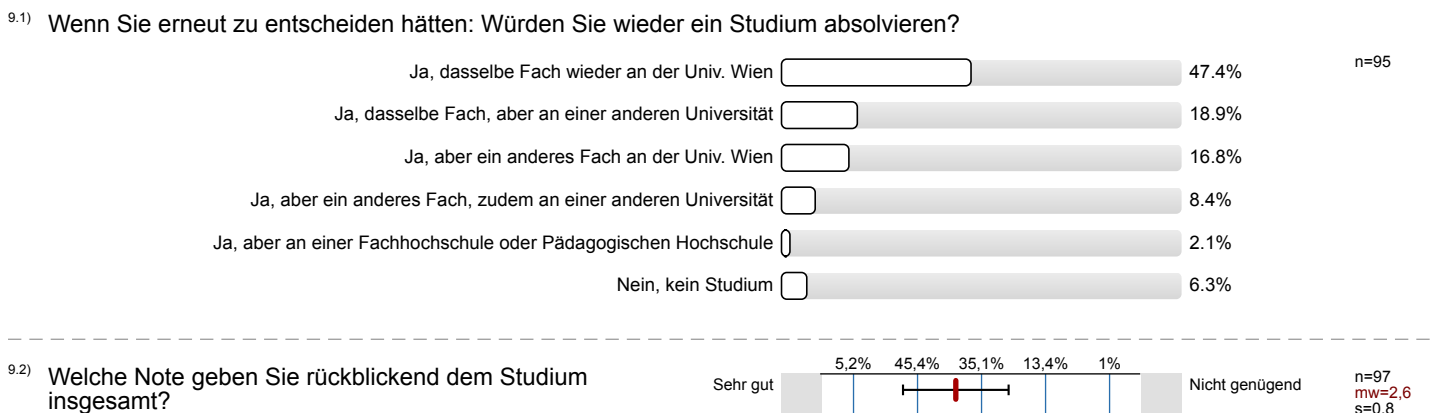 9.1) Wenn Sie erneut zu entscheiden hätten: Würden Sie wieder ein Studium absolvieren?
Ja, dasselbe Fach wieder an der Univ. Wien 47.4% n=95
Ja, dasselbe Fach, aber an einer anderen Universität 18.9%
Ja, aber ein anderes Fach an der Univ. Wien 16.8%
Ja, aber ein anderes Fach, zudem an einer anderen Universität 8.4%
Ja, aber an einer Fachhochschule oder Pädagogischen Hochschule 2.1%
Nein, kein Studium 6.3%
5,2% 45,4% 35,1% 13,4% 1%
9.2) Welche Note geben Sie rückblickend dem Studium
insgesamt?
Sehr gut Nicht genügend
n=97
mw=2,6
s=0,8